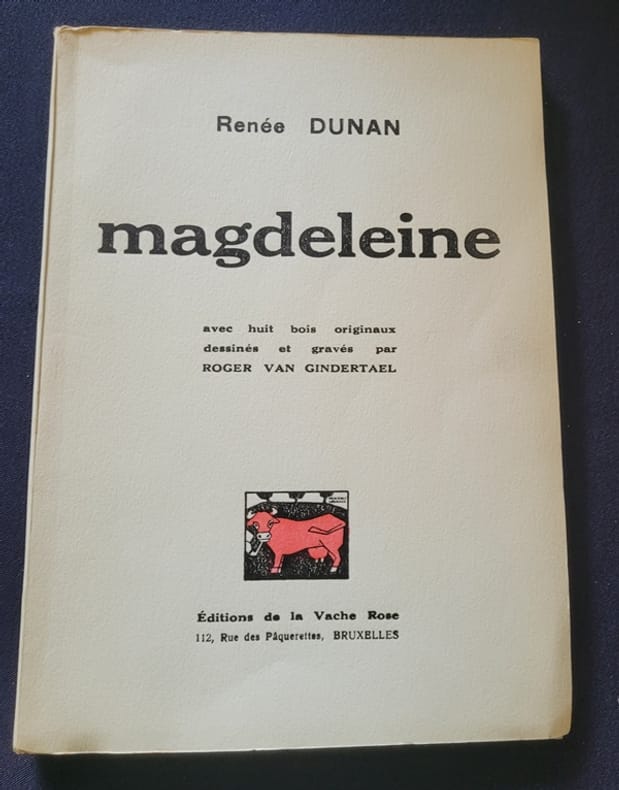 Renée DUNAN
magdeleine
avec huit bois originaux
dessinés et gravés par
ROGER VAN GINDERTAEL
Éditions de la Vache Rose
112, Rue des Pâquerettes, BRUXELLES